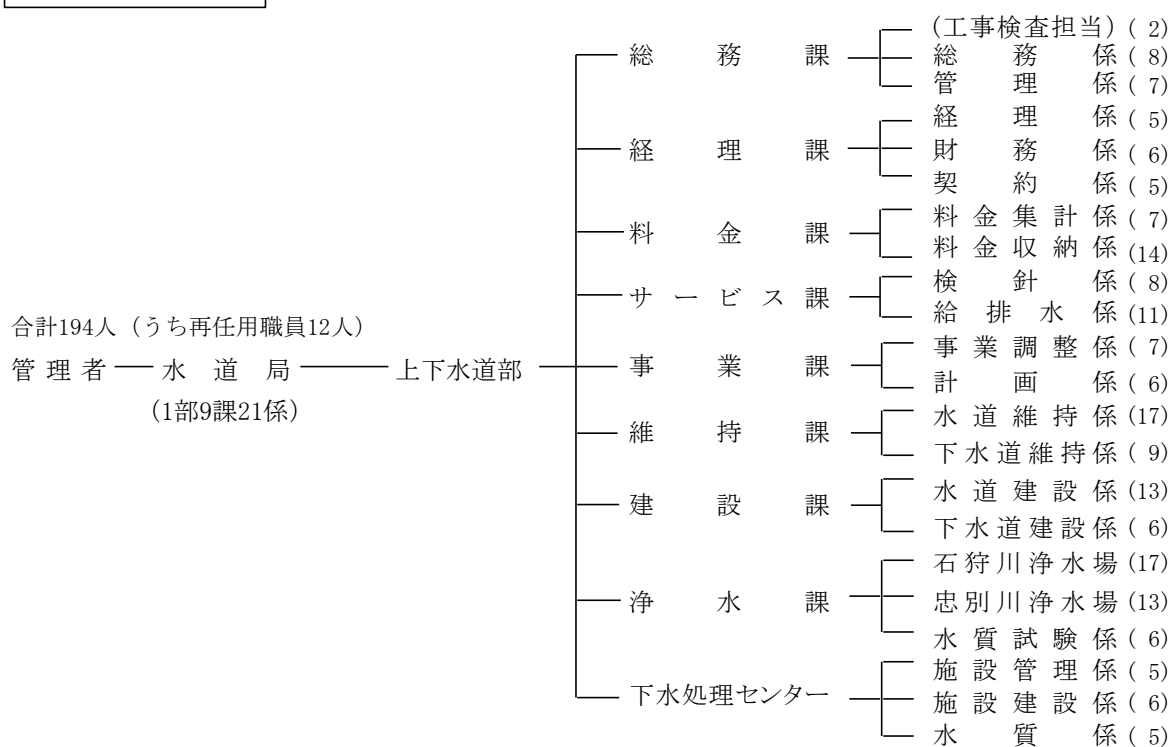 (工事検査担当)( 2)
総務課
総務係( 8)
管理係( 7)
経理係( 5)
経理課
財務係( 6)
契約係( 5)
料金集計係( 7)
料金課
料金収納係(14)
検針係( 8)
サービス課
給排水係(11)
合計194人(うち再任用職員12人)
事業調整係( 7)
管理者 水道局 上下水道部 事業課
計画係( 6)
(1部9課21係)
水道維持係(17)
維持課
下水道維持係( 9)
水道建設係(13)
建設課
下水道建設係( 6)
石狩川浄水場(17)
浄水課
忠別川浄水場(13)
水質試験係( 6)
施設管理係( 5)
下水処理センター
施設建設係( 6)
水質係( 5)